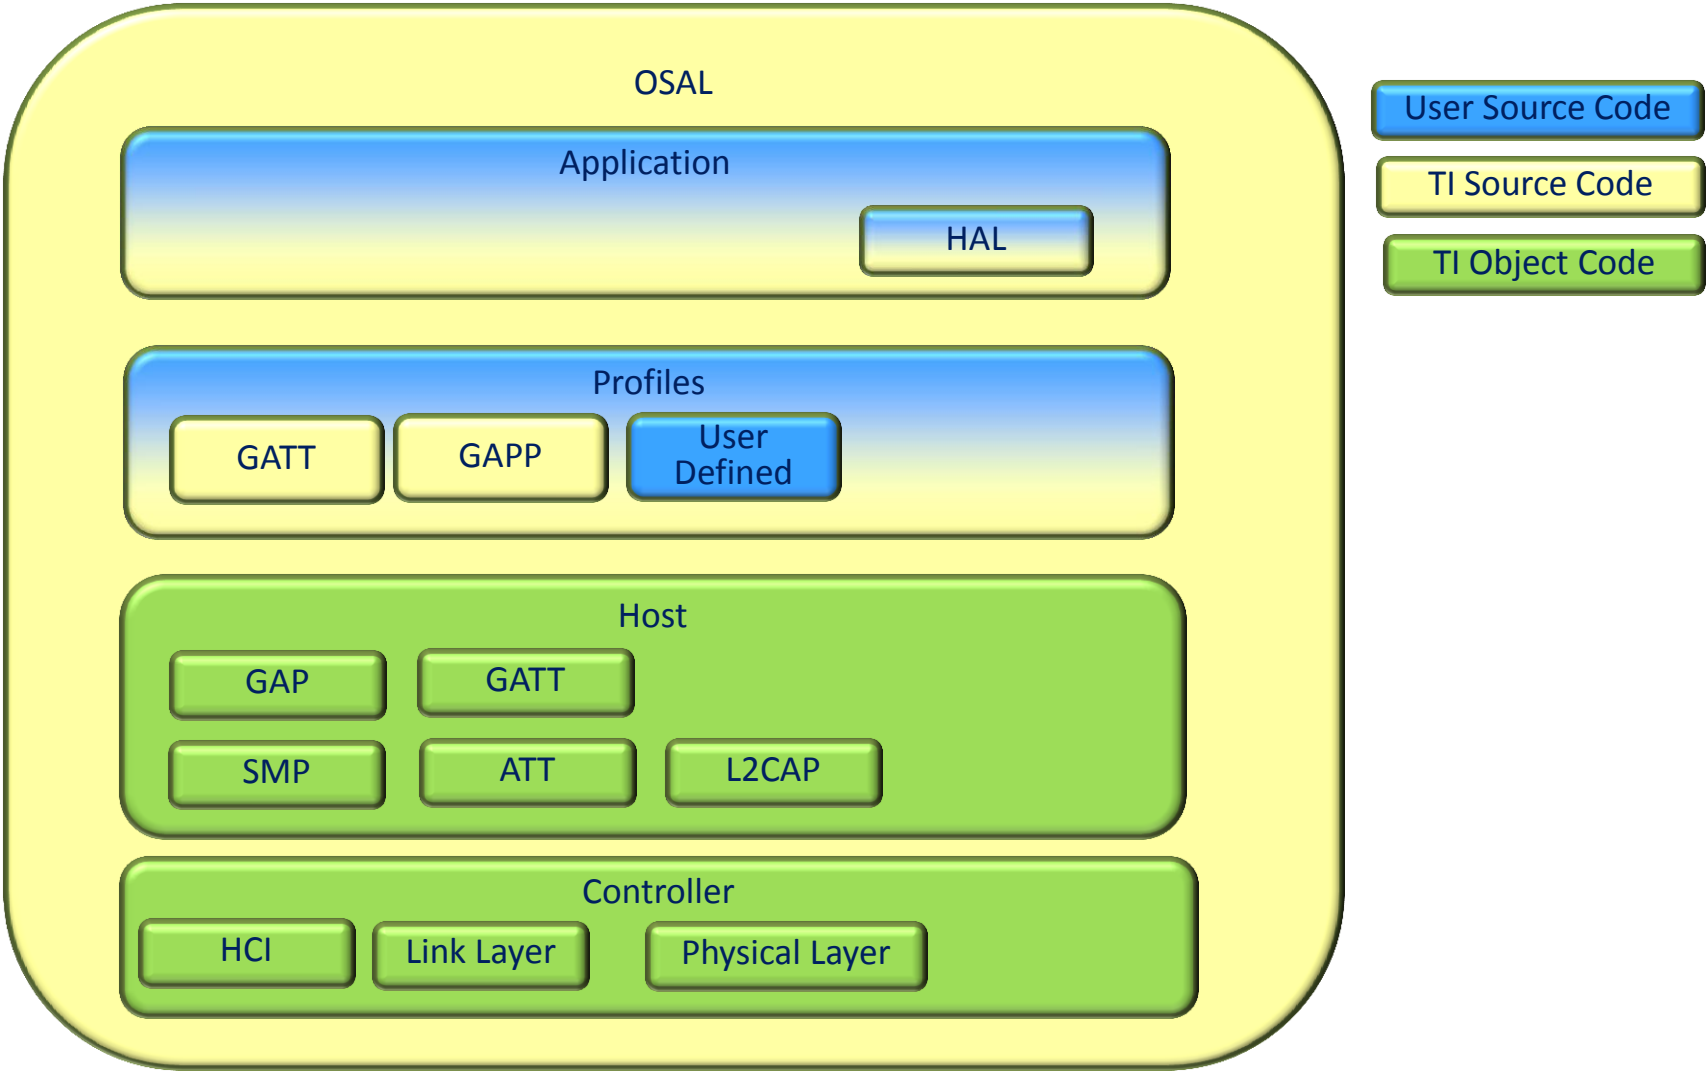 OSAL
User Source Code
TI Source Code
TI Object Code
Application
HAL
Profiles
GATT
GAPP
User
Defined
Host
GAP
GATT
SMP
ATT
L2CAP
Controller
HCI
Link Layer
Physical Layer